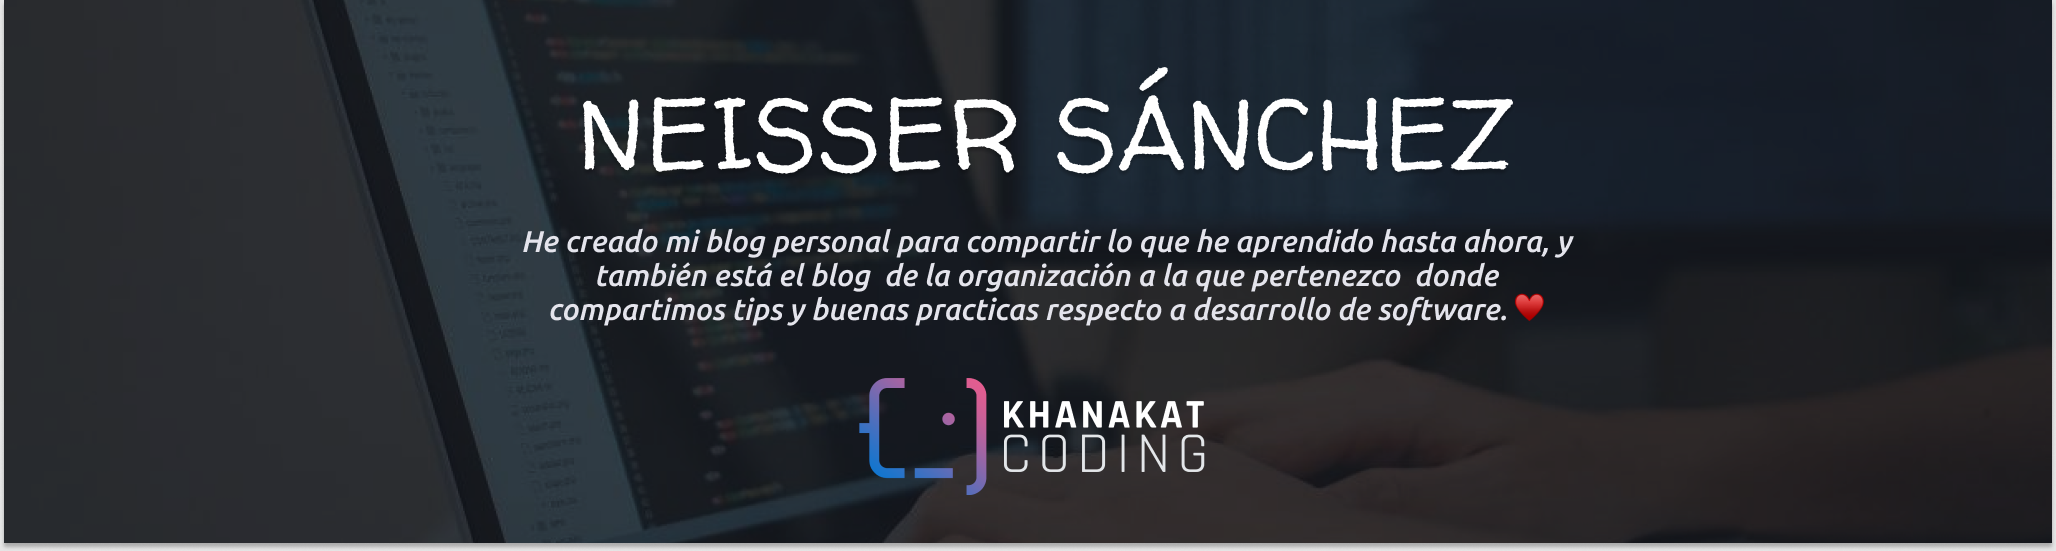 NEISSER SÁNCHEZ
He creado mi blog personal para compartir lo que he aprendido hasta ahora, y
también está el blog  de la organización a la que pertenezco  donde
compartimos tips y buenas practicas respecto a desarrollo de software. ♥️
KHANAKAT
CODING